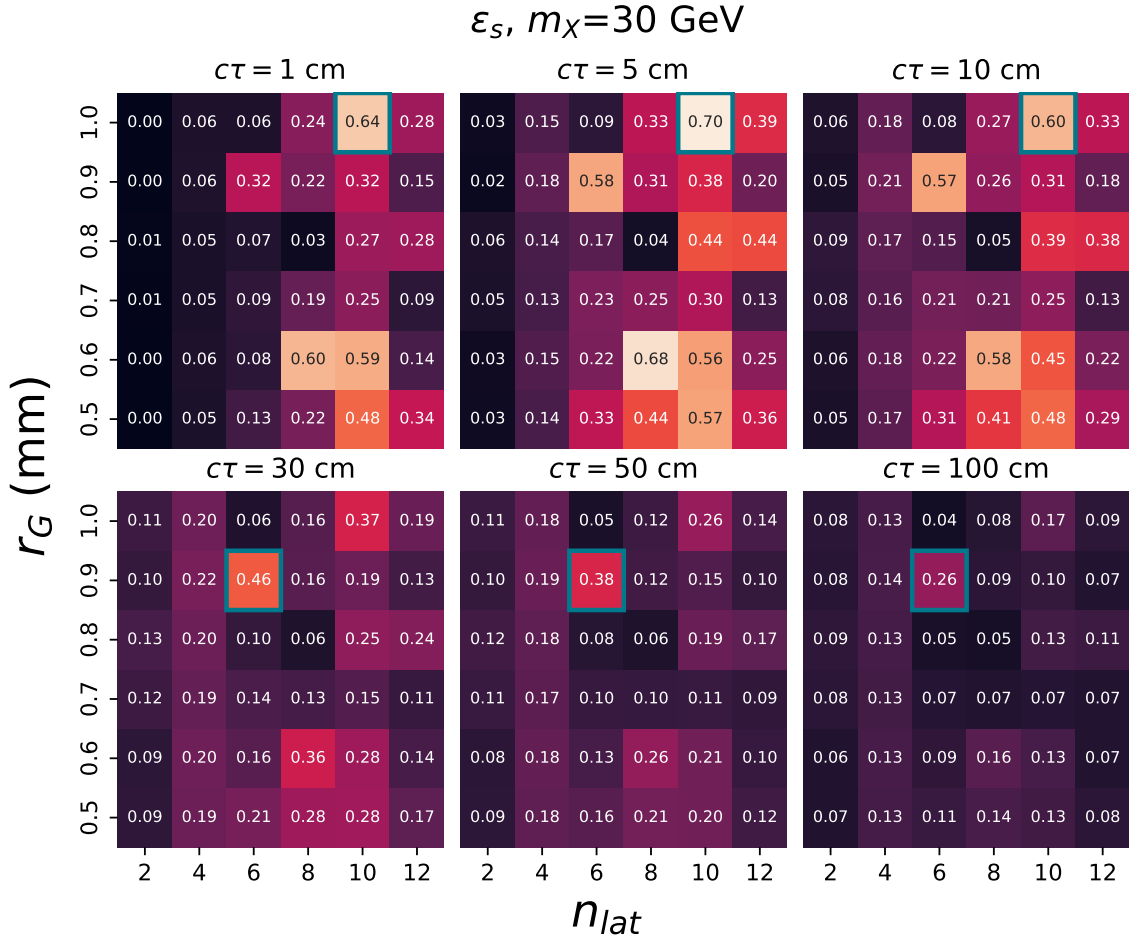 ε_s, m_X=30 GeV
cτ = 1 cm cτ = 5 cm cτ = 10 cm
1.0 0.00 0.06 0.06 0.24 0.64 0.28 0.03 0.15 0.09 0.33 0.70 0.39 0.06 0.18 0.08 0.27 0.60 0.33
0.9 0.00 0.06 0.32 0.22 0.32 0.15 0.02 0.18 0.58 0.31 0.38 0.20 0.05 0.21 0.57 0.26 0.31 0.18
0.8 0.01 0.05 0.07 0.03 0.27 0.28 0.06 0.14 0.17 0.04 0.44 0.44 0.09 0.17 0.15 0.05 0.39 0.38
0.7 0.01 0.05 0.09 0.19 0.25 0.09 0.05 0.13 0.23 0.25 0.30 0.13 0.08 0.16 0.21 0.21 0.25 0.13
0.6 0.00 0.06 0.08 0.60 0.59 0.14 0.03 0.15 0.22 0.68 0.56 0.25 0.06 0.18 0.22 0.58 0.45 0.22
0.5 0.00 0.05 0.13 0.22 0.48 0.34 0.03 0.14 0.33 0.44 0.57 0.36 0.05 0.17 0.31 0.41 0.48 0.29
r_G (mm)
cτ = 30 cm cτ = 50 cm cτ = 100 cm
1.0 0.11 0.20 0.06 0.16 0.37 0.19 0.11 0.18 0.05 0.12 0.26 0.14 0.08 0.13 0.04 0.08 0.17 0.09
0.9 0.10 0.22 0.46 0.16 0.19 0.13 0.10 0.19 0.38 0.12 0.15 0.10 0.08 0.14 0.26 0.09 0.10 0.07
0.8 0.13 0.20 0.10 0.06 0.25 0.24 0.12 0.18 0.08 0.06 0.19 0.17 0.09 0.13 0.05 0.05 0.13 0.11
0.7 0.12 0.19 0.14 0.13 0.15 0.11 0.11 0.17 0.10 0.10 0.11 0.09 0.08 0.13 0.07 0.07 0.07 0.07
0.6 0.09 0.20 0.16 0.36 0.28 0.14 0.08 0.18 0.13 0.26 0.21 0.10 0.06 0.13 0.09 0.16 0.13 0.07
0.5 0.09 0.19 0.21 0.28 0.28 0.17 0.09 0.18 0.16 0.21 0.20 0.12 0.07 0.13 0.11 0.14 0.13 0.08
2 4 6 8 10 12 2 4 6 8 10 12 2 4 6 8 10 12
n_lat